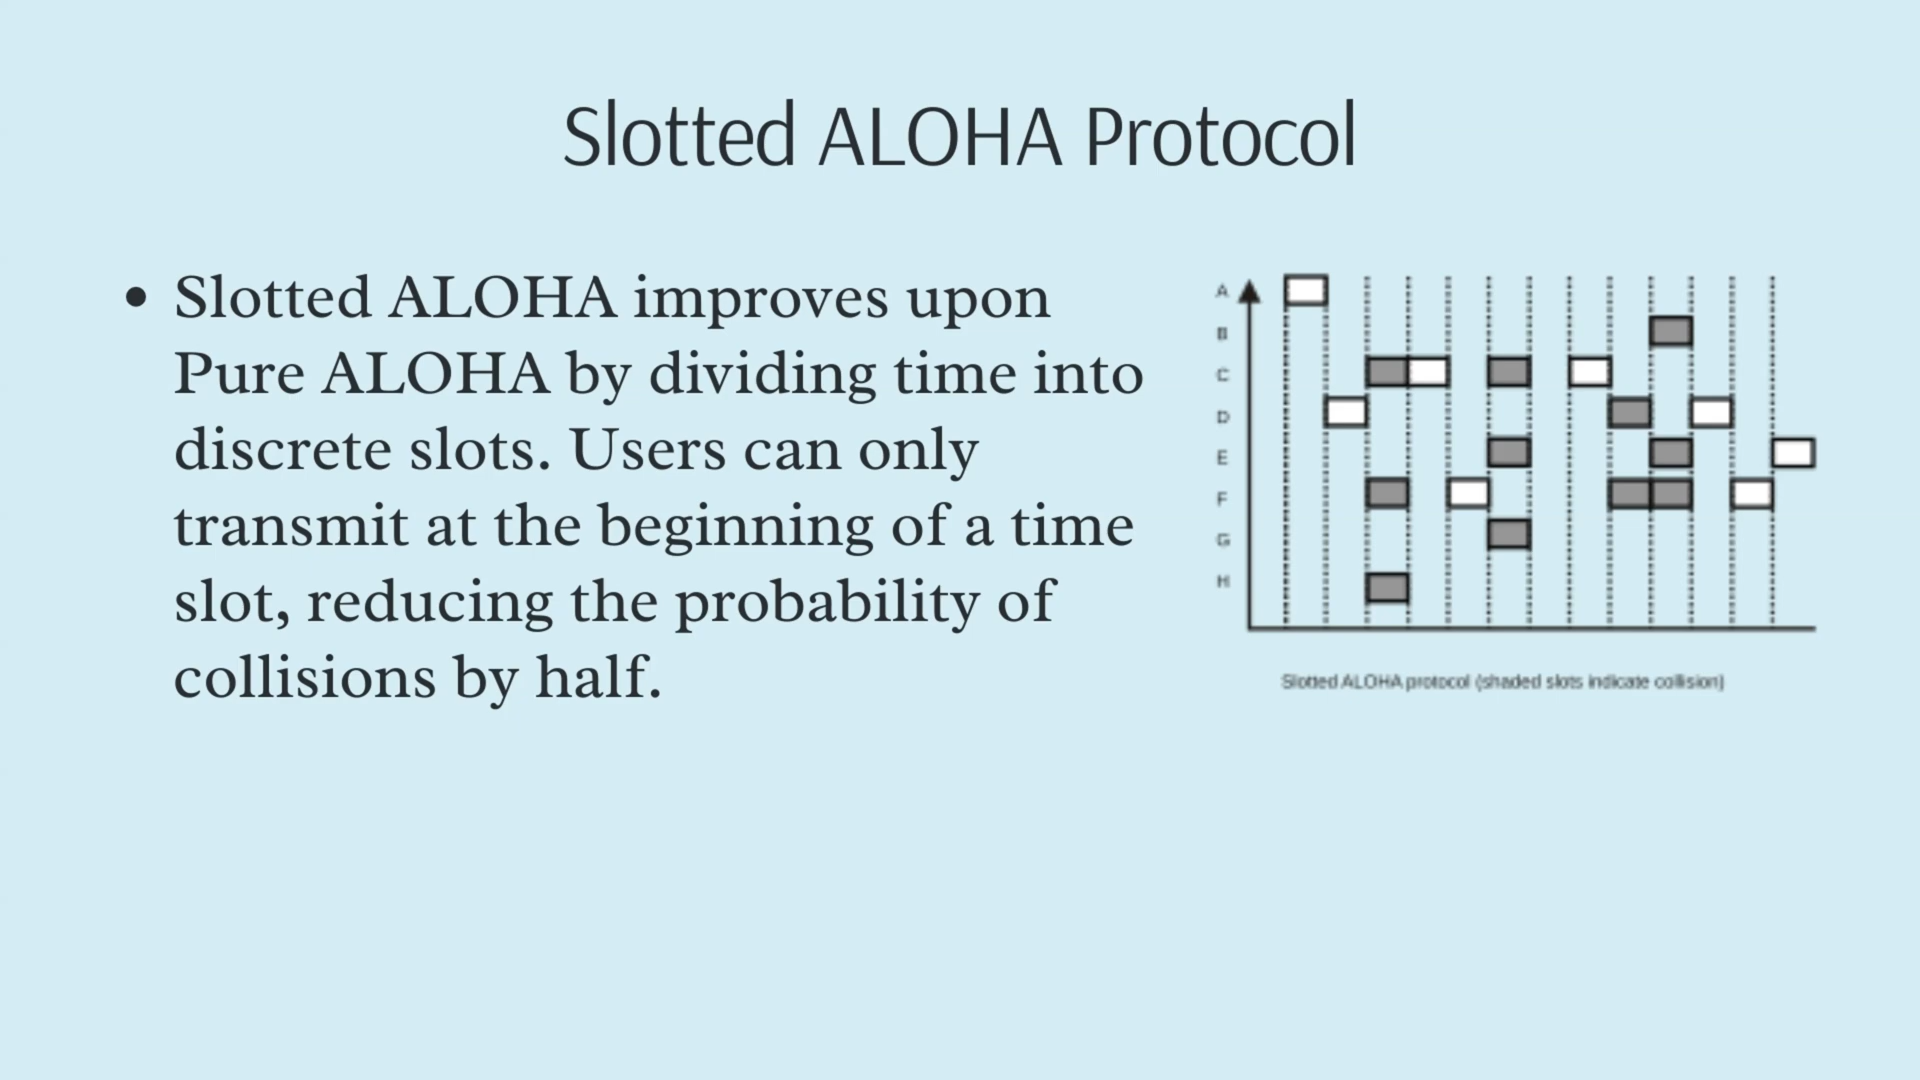 Slotted ALOHA Protocol
• Slotted ALOHA improves upon
Pure ALOHA by dividing time into
discrete slots. Users can only
transmit at the beginning of a time
slot, reducing the probability of
collisions by half.
A
B
C
D
E
F
G
H
Slotted ALOHA protocol (shaded slots indicate collision)